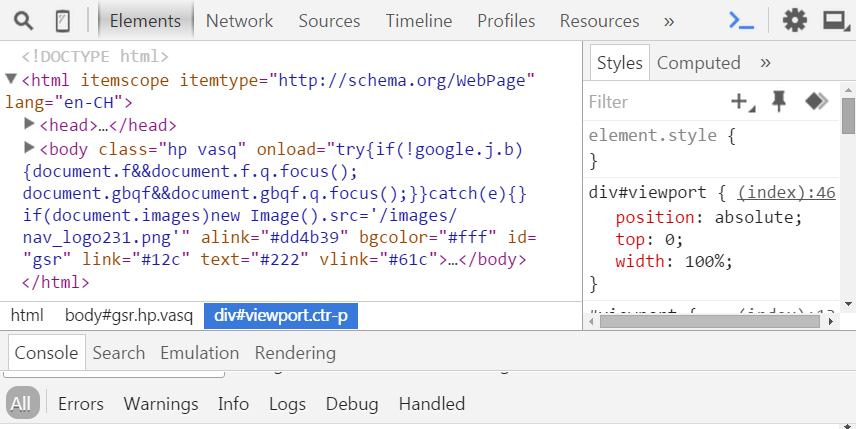 Elements Network Sources Timeline Profiles Resources »
<!DOCTYPE html>
<html itemscope itemtype="http://schema.org/WebPage"
lang="en-CH">
<head>…</head>
<body class="hp vasq" onload="try{if(!google.j.b)
{document.f&&document.f.q.focus();
document.gbqf&&document.gbqf.q.focus();}}catch(e){}
if(document.images)new Image().src='/images/
nav_logo231.png'" alink="#dd4b39" bgcolor="#fff" id=
"gsr" link="#12c" text="#222" vlink="#61c">…</body>
</html>
html body#gsr.hp.vasq div#viewport.ctr-p
Styles Computed »
Filter
element.style {
}
div#viewport { (index):46
position: absolute;
top: 0;
width: 100%;
}
Console Search Emulation Rendering
All Errors Warnings Info Logs Debug Handled